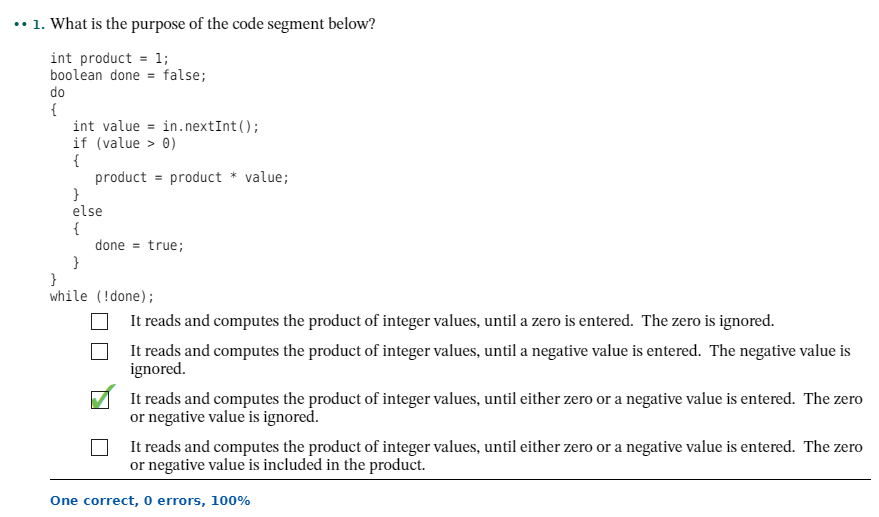 •• 1. What is the purpose of the code segment below?
int product = 1;
boolean done = false;
do
{
   int value = in.nextInt();
   if (value > 0)
   {
      product = product * value;
   }
   else
   {
      done = true;
   }
}
while (!done);
It reads and computes the product of integer values, until a zero is entered.  The zero is ignored.
It reads and computes the product of integer values, until a negative value is entered.  The negative value is
ignored.
It reads and computes the product of integer values, until either zero or a negative value is entered.  The zero
or negative value is ignored.
It reads and computes the product of integer values, until either zero or a negative value is entered.  The zero
or negative value is included in the product.
One correct, 0 errors, 100%